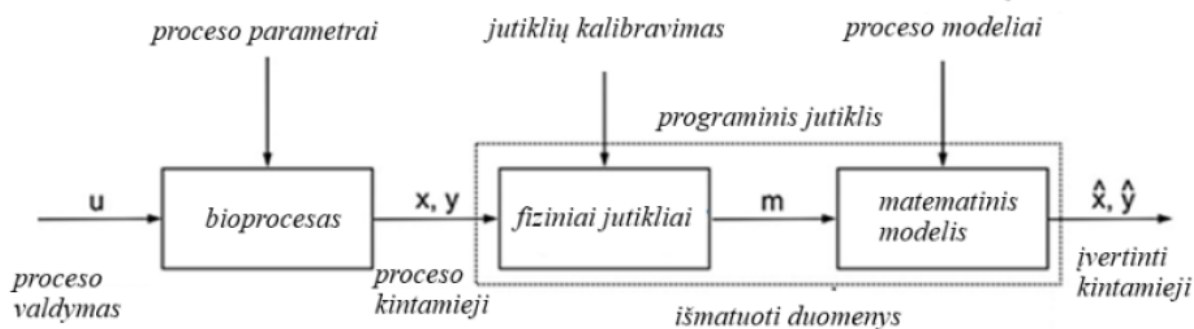 proceso parametrai
jutiklių kalibravimas
proceso modeliai
programinis jutiklis
u
bioprocesas
x, y
fiziniai jutikliai
m
matematinis
modelis
x̂, ŷ
proceso
valdymas
proceso
kintamieji
įvertinti
kintamieji
išmatuoti duomenys